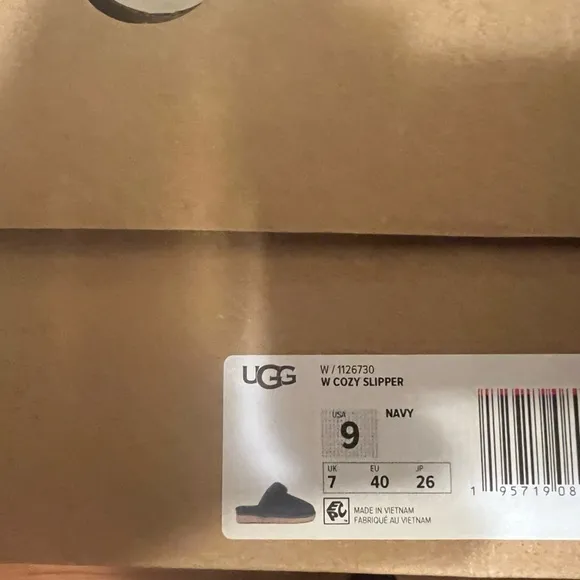 UGG
W / 1126730
W COZY SLIPPER
USA
9
NAVY
UK EU JP
7 40 26
MADE IN VIETNAM
FABRIQUÉ AU VIETNAM
1 95719 08